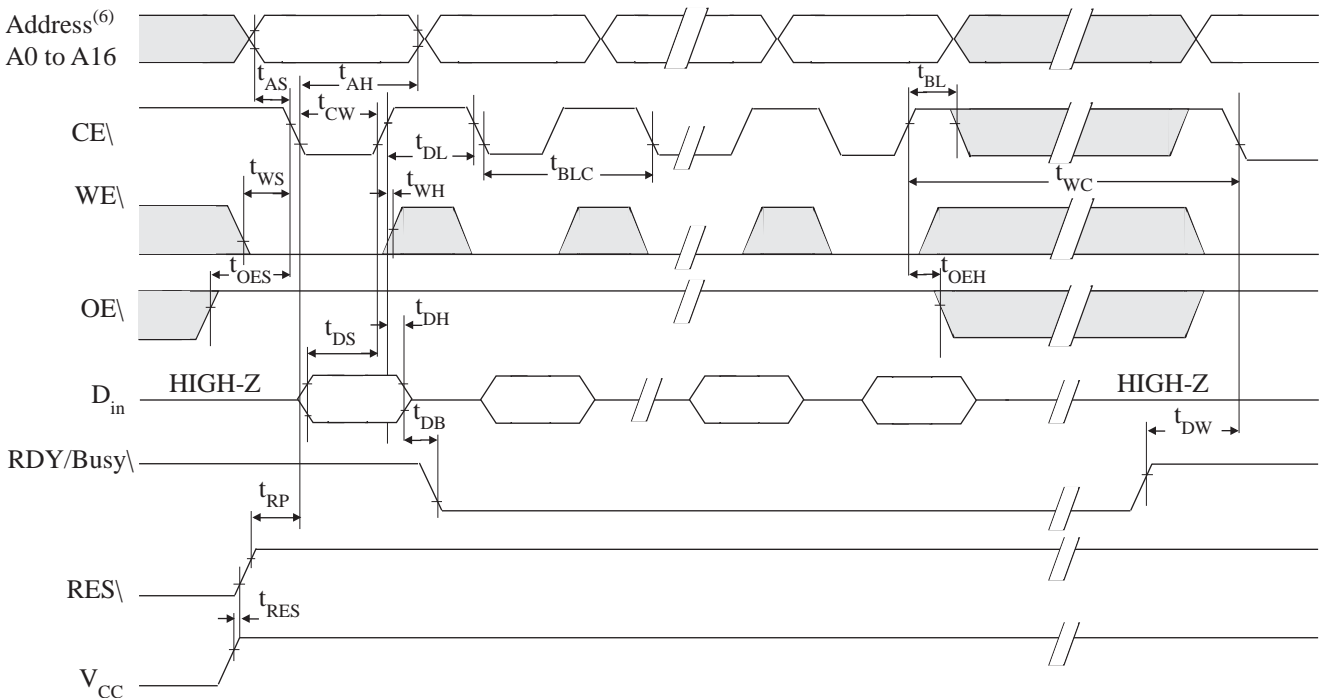 Address(6)
A0 to A16
tAS
tAH
tBL
tCW
CE\
tDL
tBLC
tWC
tWS
tWH
WE\
tOES
tOEH
OE\
tDH
tDS
HIGH-Z
HIGH-Z
Din
tDB
tDW
RDY/Busy\
tRP
RES\
tRES
VCC